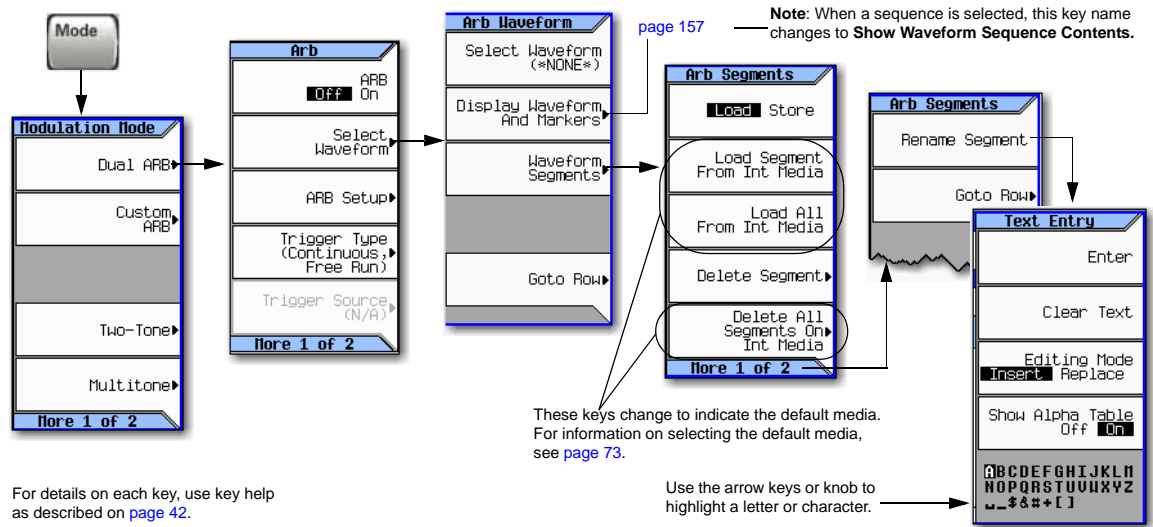 Mode
Modulation Mode
Dual ARB
Custom
ARB
Two-Tone
Multitone
More 1 of 2
For details on each key, use key help
as described on page 42.
Arb
ARB
Off On
Select
Waveform
ARB Setup
Trigger Type
(Continuous,
Free Run)
Trigger Source
(N/A)
More 1 of 2
Arb Waveform
Select Waveform
(*NONE*)
Display Waveform
And Markers
Waveform
Segments
Goto Row
page 157
Note: When a sequence is selected, this key name
changes to Show Waveform Sequence Contents.
Arb Segments
Load Store
Load Segment
From Int Media
Load All
From Int Media
Delete Segment
Delete All
Segments On
Int Media
More 1 of 2
These keys change to indicate the default media.
For information on selecting the default media,
see page 73.
Arb Segments
Rename Segment
Goto Row
Text Entry
Enter
Clear Text
Editing Mode
Insert Replace
Show Alpha Table
Off On
ABCDEFGHIJKLM
NOPQRSTUVWXYZ
␣_$&#+[]
Use the arrow keys or knob to
highlight a letter or character.